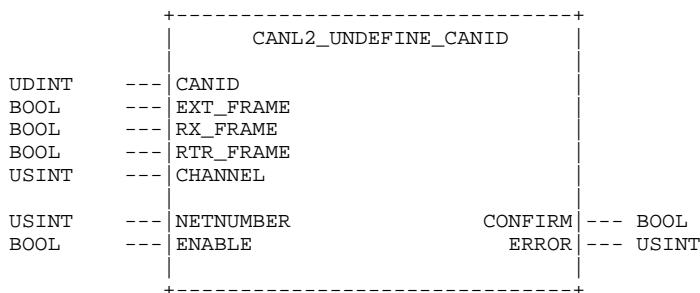 CANL2_UNDEFINE_CANID
UDINT ---|CANID
BOOL ---|EXT_FRAME
BOOL ---|RX_FRAME
BOOL ---|RTR_FRAME
USINT ---|CHANNEL
USINT ---|NETNUMBER CONFIRM|--- BOOL
BOOL ---|ENABLE ERROR|--- USINT